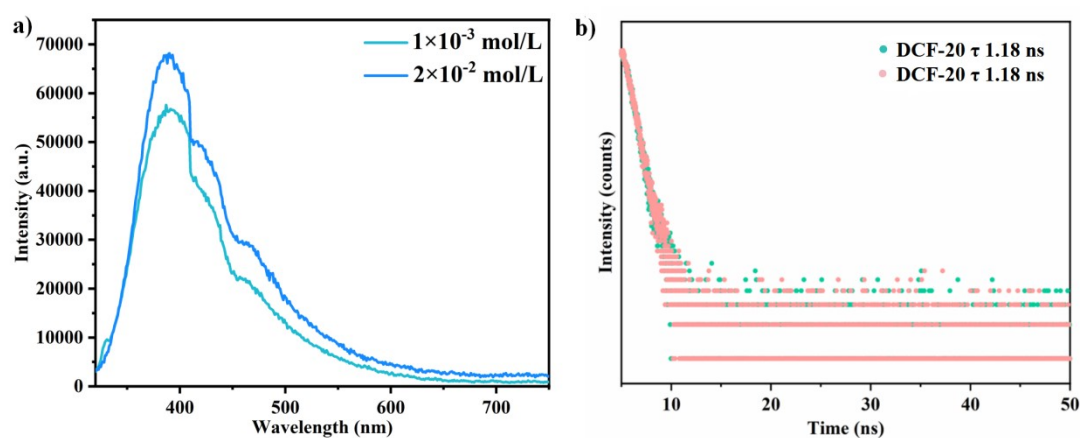 a)
1×10⁻³ mol/L
2×10⁻² mol/L
70000
60000
50000
40000
30000
20000
10000
0
Intensity (a.u.)
400
500
600
700
Wavelength (nm)
b)
DCF-20 τ 1.18 ns
DCF-20 τ 1.18 ns
Intensity (counts)
10
20
30
40
50
Time (ns)